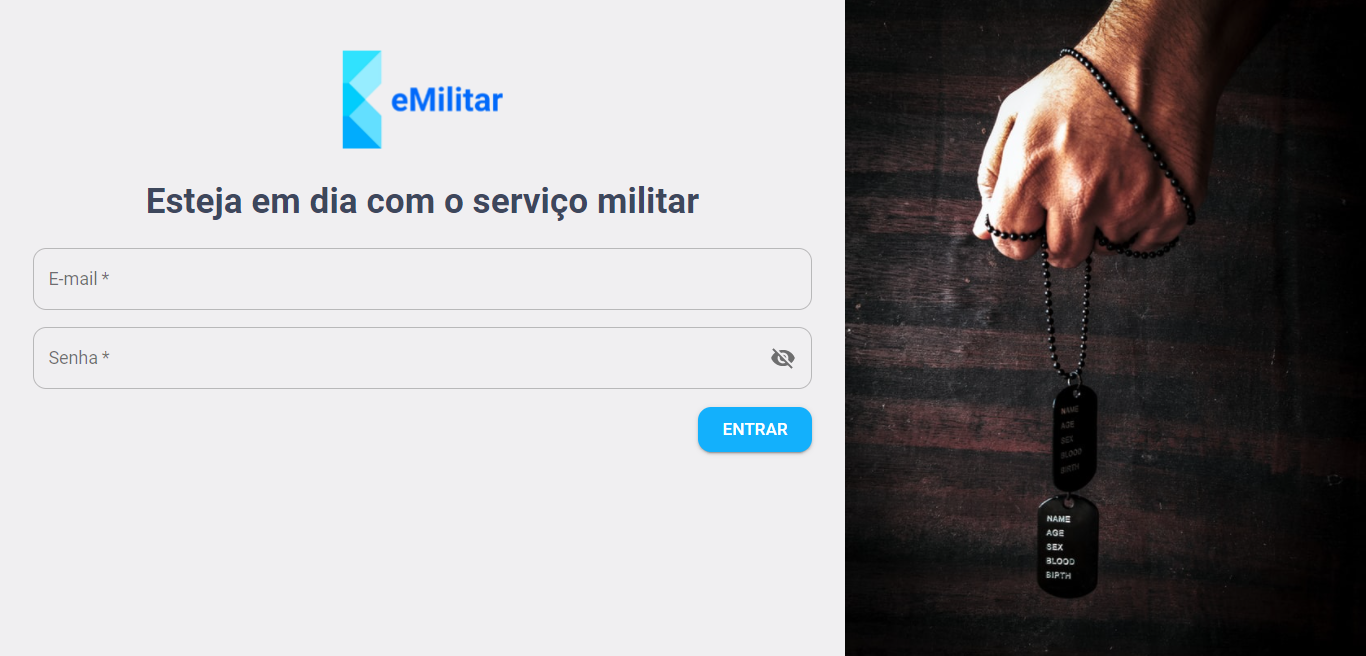 eMilitar
Esteja em dia com o serviço militar
E-mail *
Senha *
ENTRAR
NAME
AGE
SEX
BLOOD
BIRTH
NAME
AGE
SEX
BLOOD
BIRTH